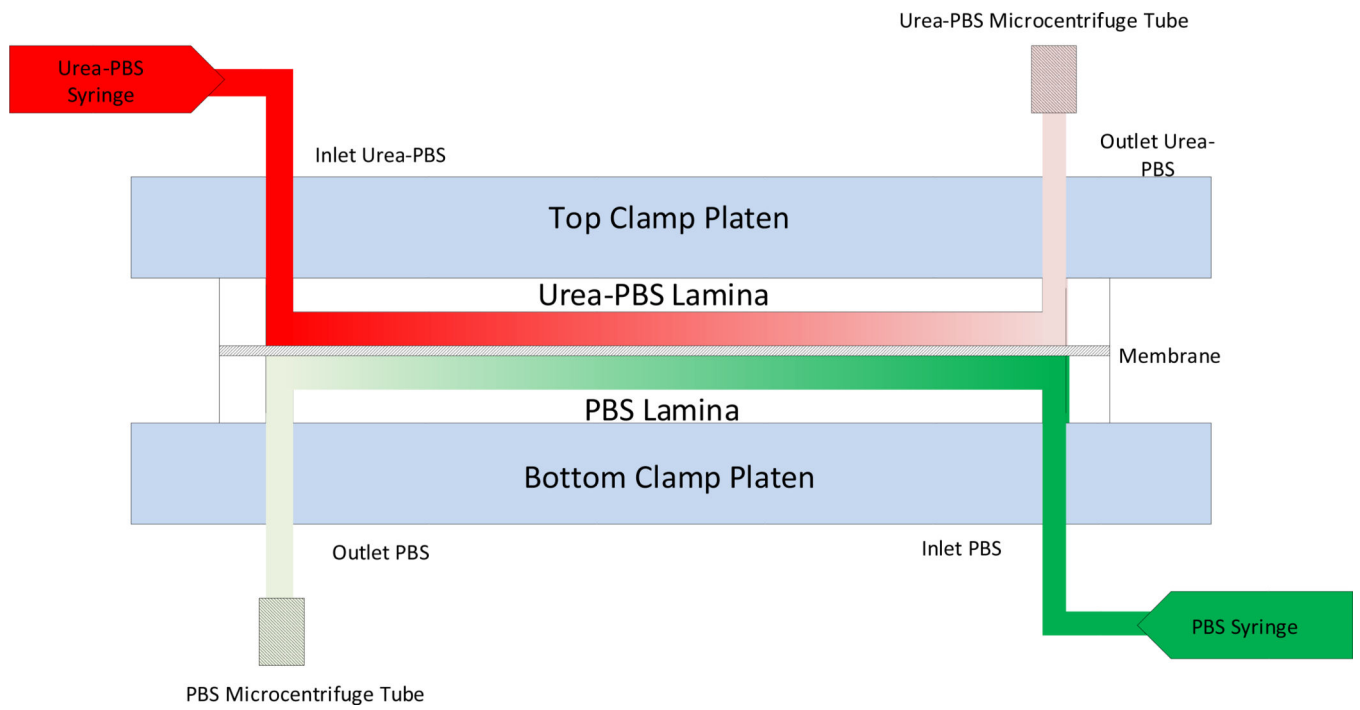 Urea-PBS Microcentrifuge Tube
Urea-PBS
Syringe
Inlet Urea-PBS
Outlet Urea-
PBS
Top Clamp Platen
Urea-PBS Lamina
Membrane
PBS Lamina
Bottom Clamp Platen
Outlet PBS
Inlet PBS
PBS Syringe
PBS Microcentrifuge Tube